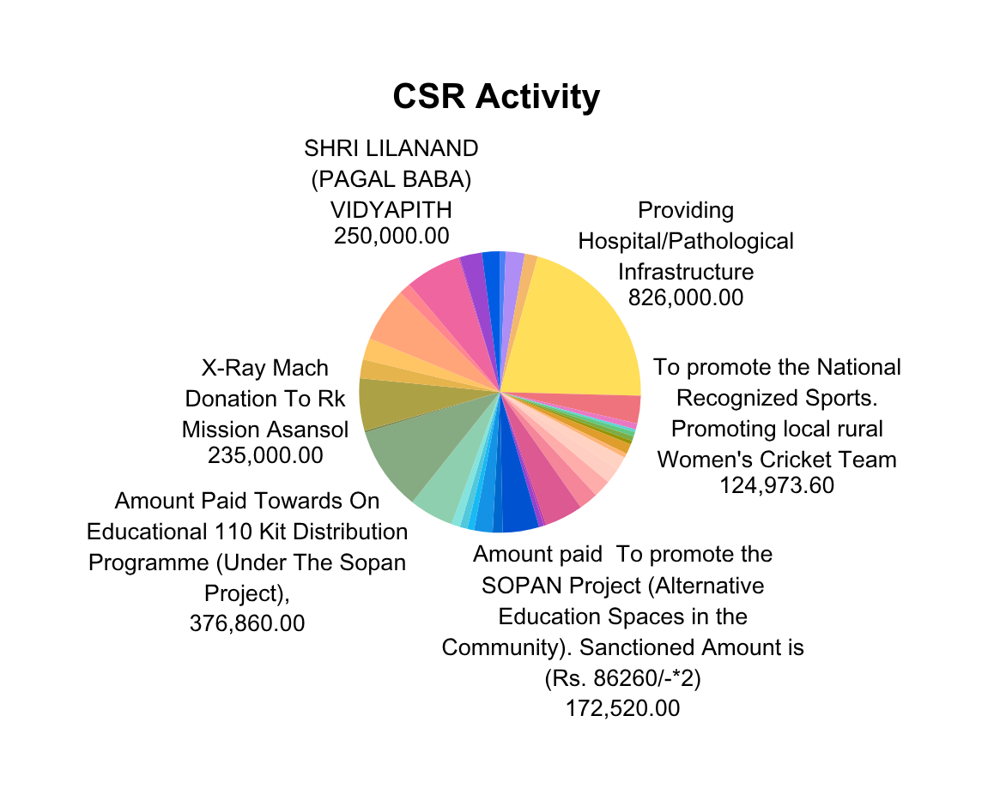 CSR Activity
SHRI LILANAND
(PAGAL BABA)
VIDYAPITH
250,000.00
Providing
Hospital/Pathological
Infrastructure
826,000.00
To promote the National
Recognized Sports.
Promoting local rural
Women's Cricket Team
124,973.60
X-Ray Mach
Donation To Rk
Mission Asansol
235,000.00
Amount Paid Towards On
Educational 110 Kit Distribution
Programme (Under The Sopan
Project),
376,860.00
Amount paid  To promote the
SOPAN Project (Alternative
Education Spaces in the
Community). Sanctioned Amount is
(Rs. 86260/-*2)
172,520.00